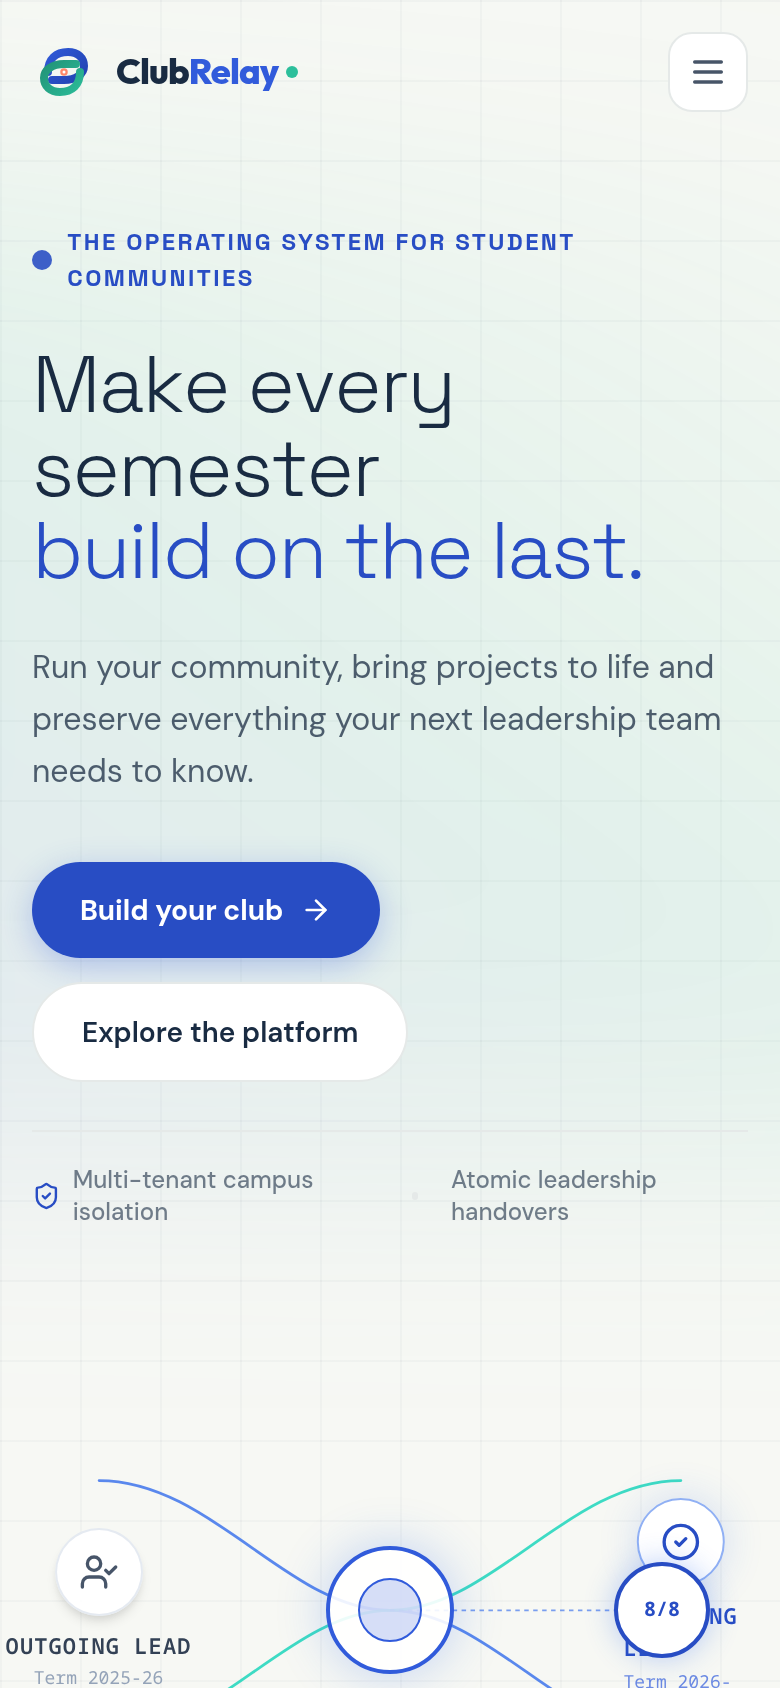 ClubRelay
THE OPERATING SYSTEM FOR STUDENT
COMMUNITIES
Make every
semester
build on the last.
Run your community, bring projects to life and
preserve everything your next leadership team
needs to know.
Build your club
Explore the platform
Multi-tenant campus
isolation
Atomic leadership
handovers
8/8
OUTGOING LEAD
Term 2025-26
Term 2026-